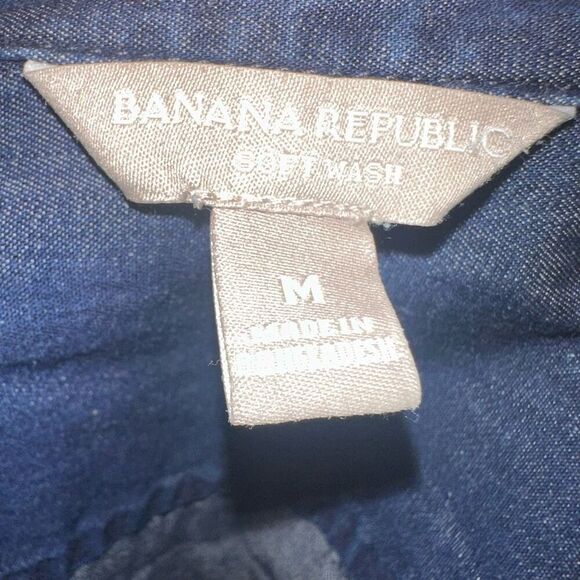 BANANA REPUBLIC
SOFT WASH
M
MADE IN
BANGLADESH